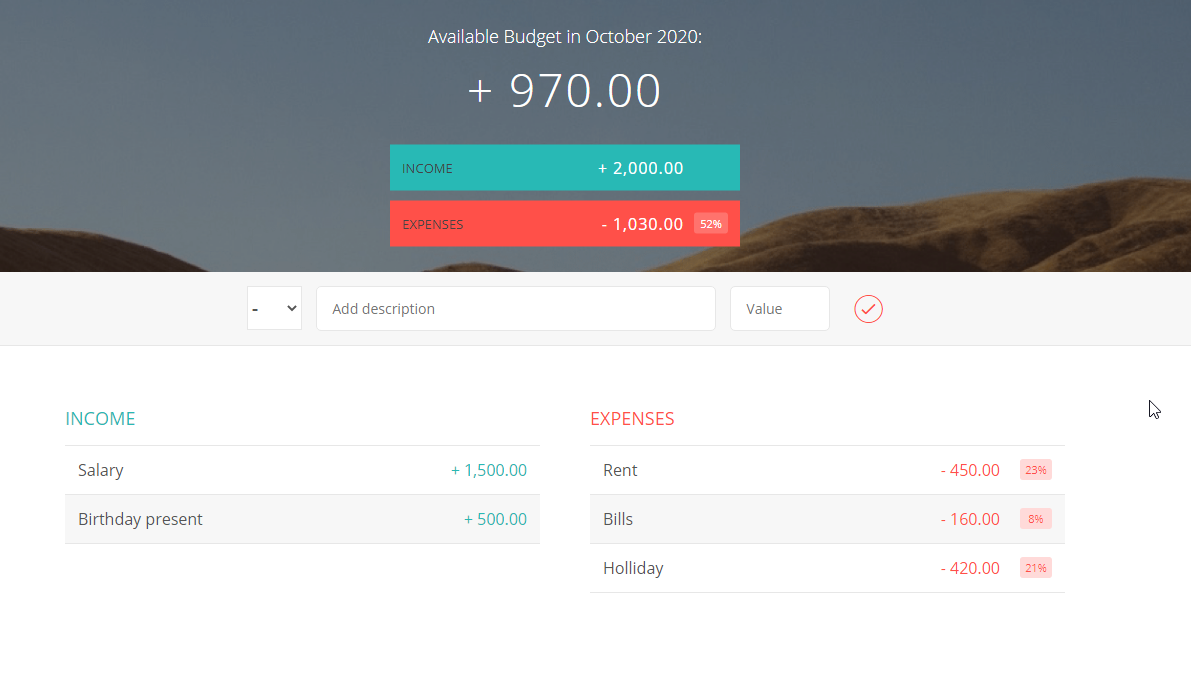 Available Budget in October 2020:
+ 970.00
INCOME + 2,000.00
EXPENSES - 1,030.00 52%
- Add description Value
INCOME
Salary + 1,500.00
Birthday present + 500.00
EXPENSES
Rent - 450.00 23%
Bills - 160.00 8%
Holliday - 420.00 21%